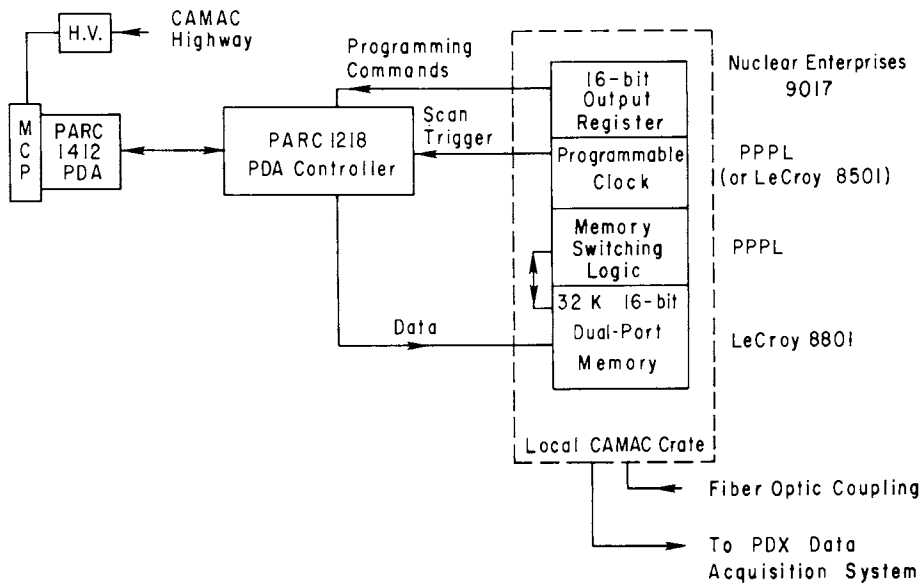 H.V.
CAMAC
Highway
MCP
PARC
1412
PDA
PARC 1218
PDA Controller
Programming
Commands
Scan
Trigger
Data
16-bit
Output
Register
Programmable
Clock
Memory
Switching
Logic
32 K 16-bit
Dual-Port
Memory
Local CAMAC Crate
Nuclear Enterprises
9017
PPPL
(or LeCroy 8501)
PPPL
LeCroy 8801
Fiber Optic Coupling
To PDX Data
Acquisition System